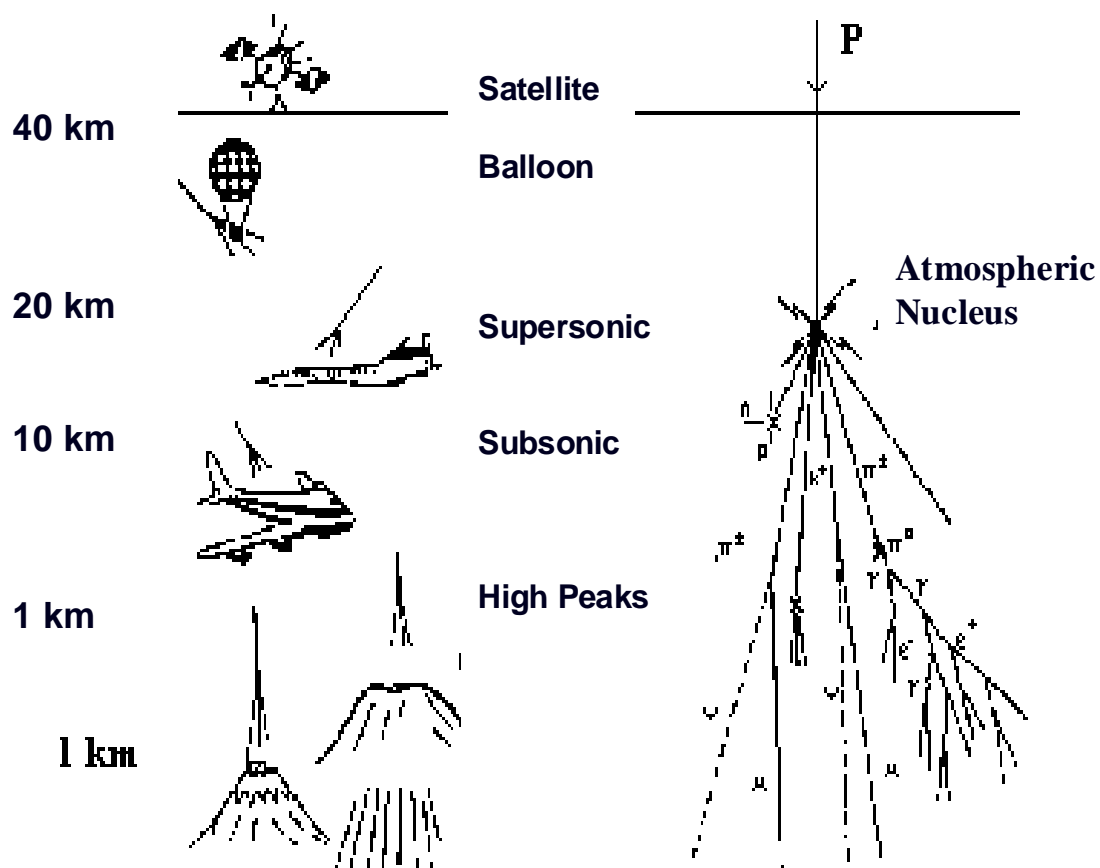 Satellite
40 km
Balloon
20 km
Supersonic
10 km
Subsonic
High Peaks
1 km
1 km
P
Atmospheric
Nucleus
n
p
k⁺
π±
π±
π°
γ
γ
e⁺
γ
μ
μ